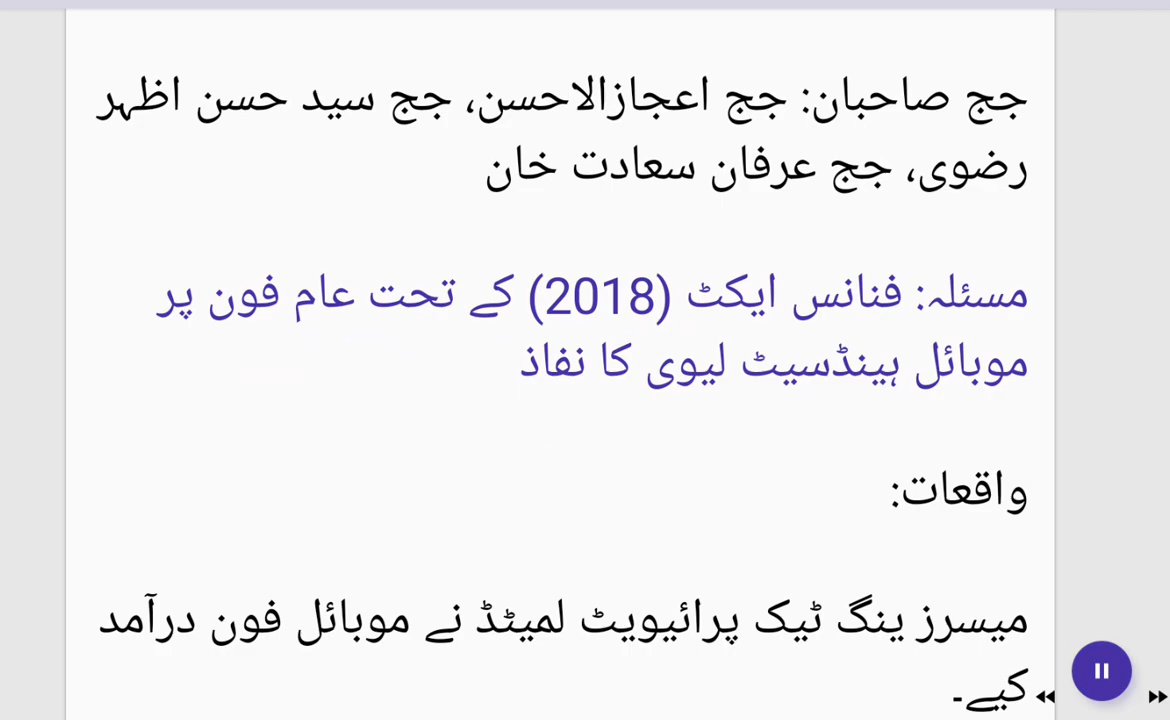 جج صاحبان: جج اعجازالاحسن، جج سید حسن اظہر
رضوی، جج عرفان سعادت خان
مسئلہ: فنانس ایکٹ (2018) کے تحت عام فون پر
موبائل ہینڈسیٹ لیوی کا نفاذ
واقعات:
میسرز ینگ ٹیک پرائیویٹ لمیٹڈ نے موبائل فون درآمد
کیے۔